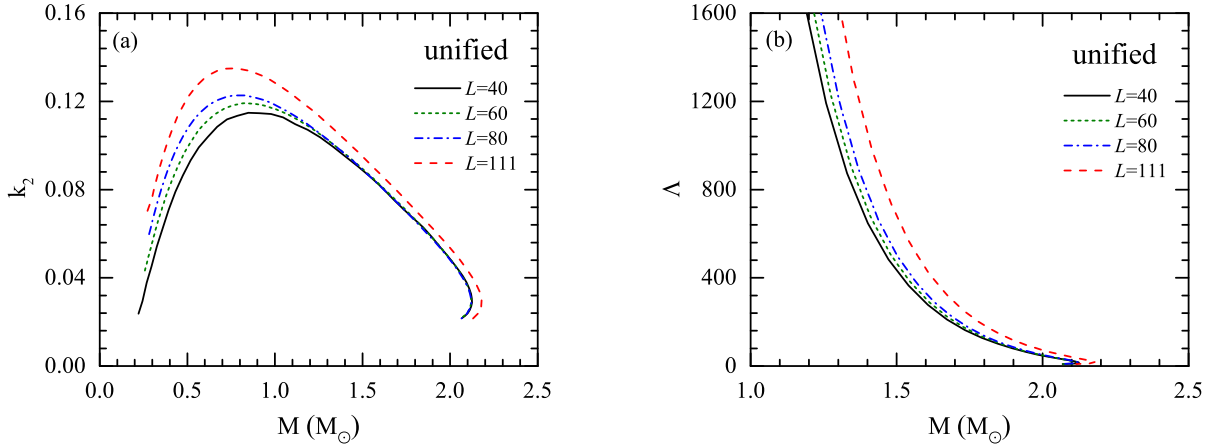 0.16
0.12
0.08
0.04
0.00
k₂
(a)
unified
L=40
L=60
L=80
L=111
0.0 0.5 1.0 1.5 2.0 2.5
M (M⊙)
1600
1200
800
400
0
Λ
(b)
unified
L=40
L=60
L=80
L=111
1.0 1.5 2.0 2.5
M (M⊙)